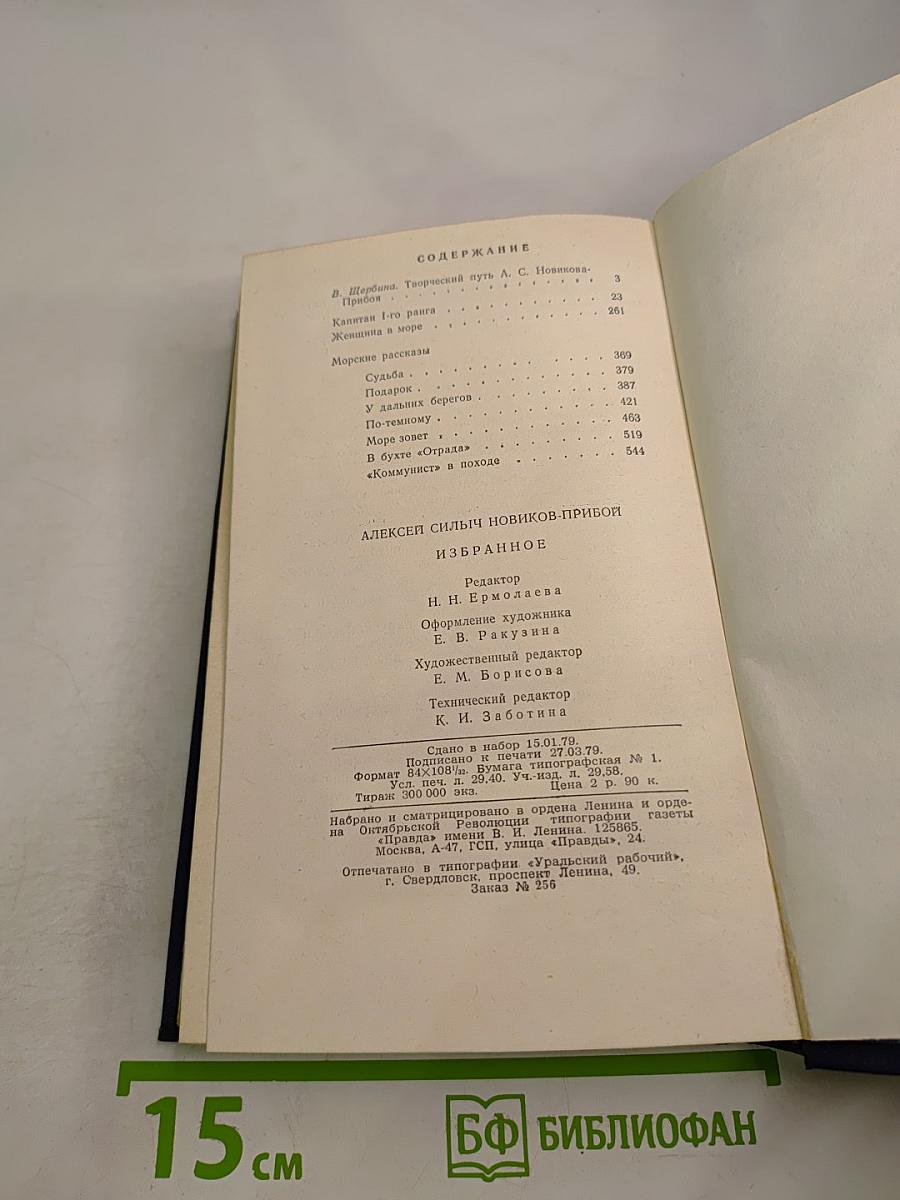 СОДЕРЖАНИЕ
В. Щербина. Творческий путь А. С. Новикова-
Прибоя . . . . . . . . . . . . . 3
Капитан 1-го ранга . . . . . . . . . . 23
Женщина в море . . . . . . . . . . . 261
Морские рассказы
Судьба . . . . . . . . . . . . 369
Подарок . . . . . . . . . . . . 379
У дальних берегов . . . . . . . . . 387
По-темному . . . . . . . . . . . 421
Море зовет . . . . . . . . . . . 463
В бухте «Отрада» . . . . . . . . . 519
«Коммунист» в походе . . . . . . . 544
АЛЕКСЕЙ СИЛЫЧ НОВИКОВ-ПРИБОЙ
ИЗБРАННОЕ
Редактор
Н. Н. Ермолаева
Оформление художника
Е. В. Ракузина
Художественный редактор
Е. М. Борисова
Технический редактор
К. И. Заботина
Сдано в набор 15.01.79.
Подписано к печати 27.03.79.
Формат 84×108¹/₃₂. Бумага типографская № 1.
Усл. печ. л. 29,40. Уч.-изд. л. 29,58.
Тираж 300 000 экз. Цена 2 р. 90 к.
Набрано и сматрицировано в ордена Ленина и орде-
на Октябрьской Революции типографии газеты
«Правда» имени В. И. Ленина. 125865.
Москва, А-47, ГСП, улица «Правды», 24.
Отпечатано в типографии «Уральский рабочий»,
г. Свердловск, проспект Ленина, 49.
Заказ № 256
15 см
БФ БИБЛИОФАН